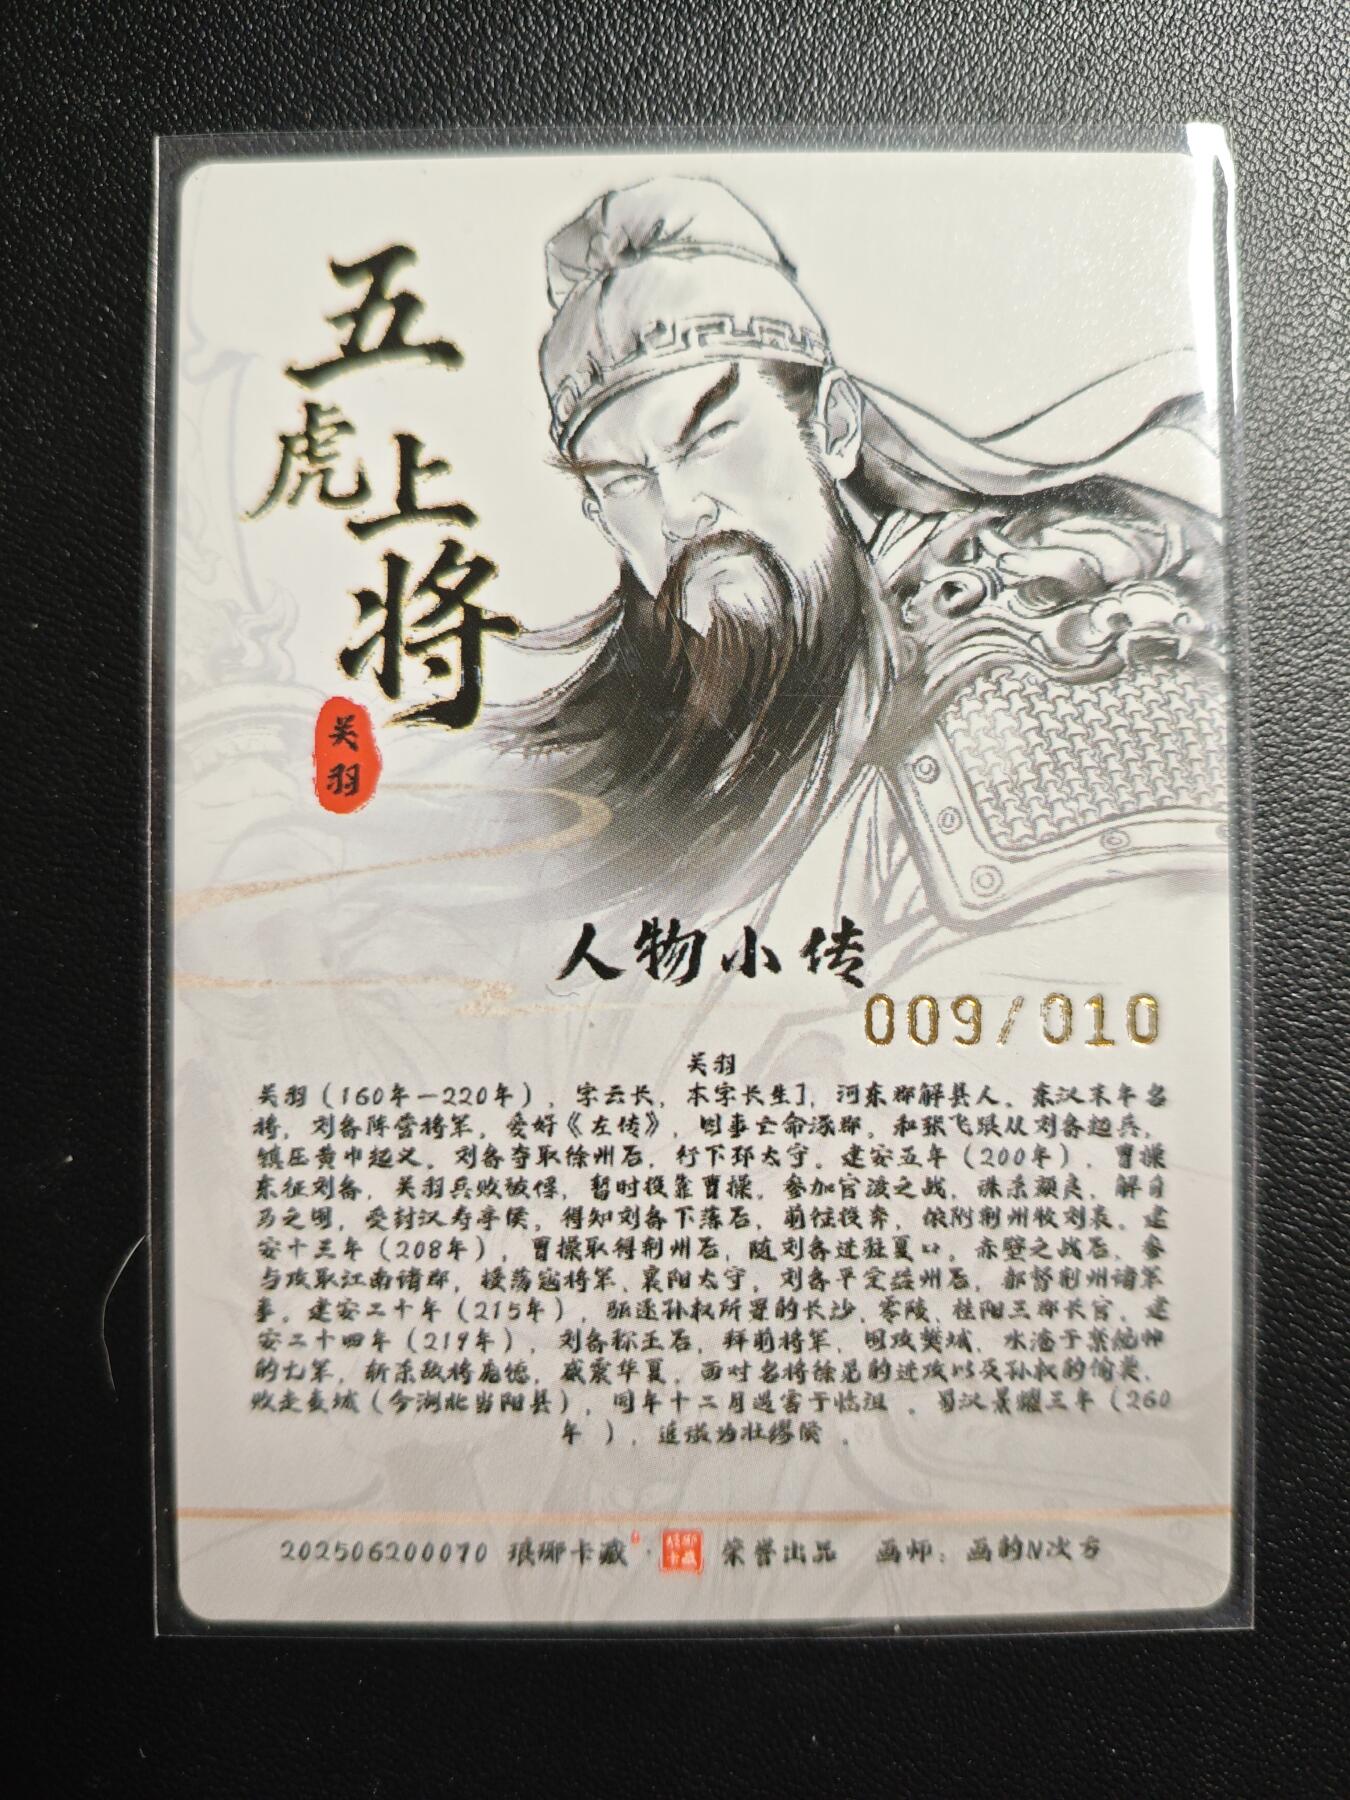 五虎上将
关羽
人物小传
009/010
关羽
关羽（160年—220年），字云长，本字长生］，河东郡解县人。东汉末年名
将，刘备阵营将军，爱好《左传》，因事亡命涿郡，和张飞跟从刘备起兵，
镇压黄巾起义。刘备夺取徐州后，行下邳太守。建安五年（200年），曹操
东征刘备，关羽兵败被俘，暂时投靠曹操，参加官渡之战，诛杀颜良，解白
马之围，受封汉寿亭侯，得知刘备下落后，前往投奔，依附荆州牧刘表。建
安十三年（208年），曹操取得荆州后，随刘备进驻夏口。赤壁之战后，参
与攻取江南诸郡，授荡寇将军、襄阳太守，刘备平定益州后，都督荆州诸军
事。建安二十年（215年），驱逐孙权所置的长沙、零陵、桂阳三郡长官。建
安二十四年（219年），刘备称王后，拜前将军，围攻樊城，水淹于禁统帅
的七军，斩杀敌将庞德，威震华夏，面对名将徐晃的进攻以及孙权的偷袭，
败走麦城（今湖北当阳县），同年十二月遇害于临沮 。蜀汉景耀三年（260
年 ），追谥为壮缪侯 。
202506200070 琅琊卡藏 · 荣誉出品 画师：画的N次方